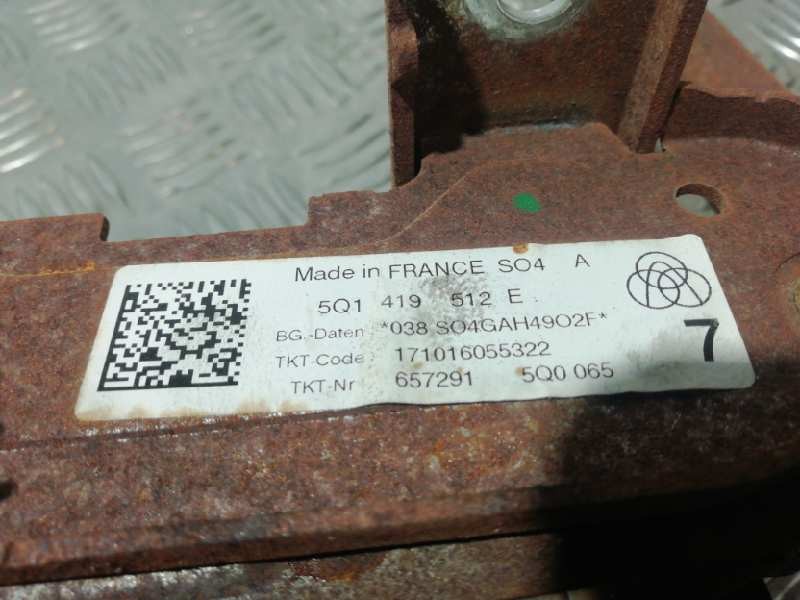 Made in FRANCE SO4 A
5Q1 419 512 E
BG.-Daten *038 SO4GAH49O2F*
7
TKT-Code 171016055322
TKT-Nr 657291 5Q0 065